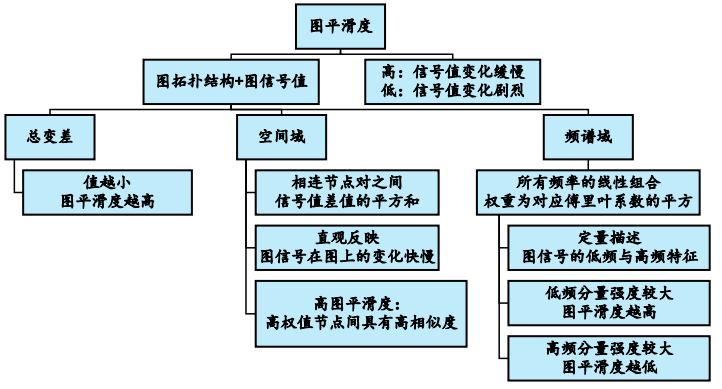 图平滑度
图拓扑结构+图信号值
高：信号值变化缓慢
低：信号值变化剧烈
总变差
值越小
图平滑度越高
空间域
相连节点对之间
信号值差值的平方和
直观反映
图信号在图上的变化快慢
高图平滑度：
高权值节点间具有高相似度
频谱域
所有频率的线性组合
权重为对应傅里叶系数的平方
定量描述
图信号的低频与高频特征
低频分量强度较大
图平滑度越高
高频分量强度较大
图平滑度越低